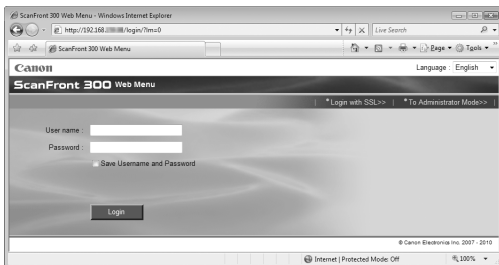 ScanFront 300 Web Menu - Windows Internet Explorer
http://192.168. /login/?lm=0
Live Search
ScanFront 300 Web Menu
Page Tools
Canon
Language : English
ScanFront 300 Web Menu
| *Login with SSL>> | *To Administrator Mode>> |
User name :
Password :
Save Username and Password
Login
© Canon Electronics Inc. 2007 - 2010
Internet | Protected Mode: Off 100%